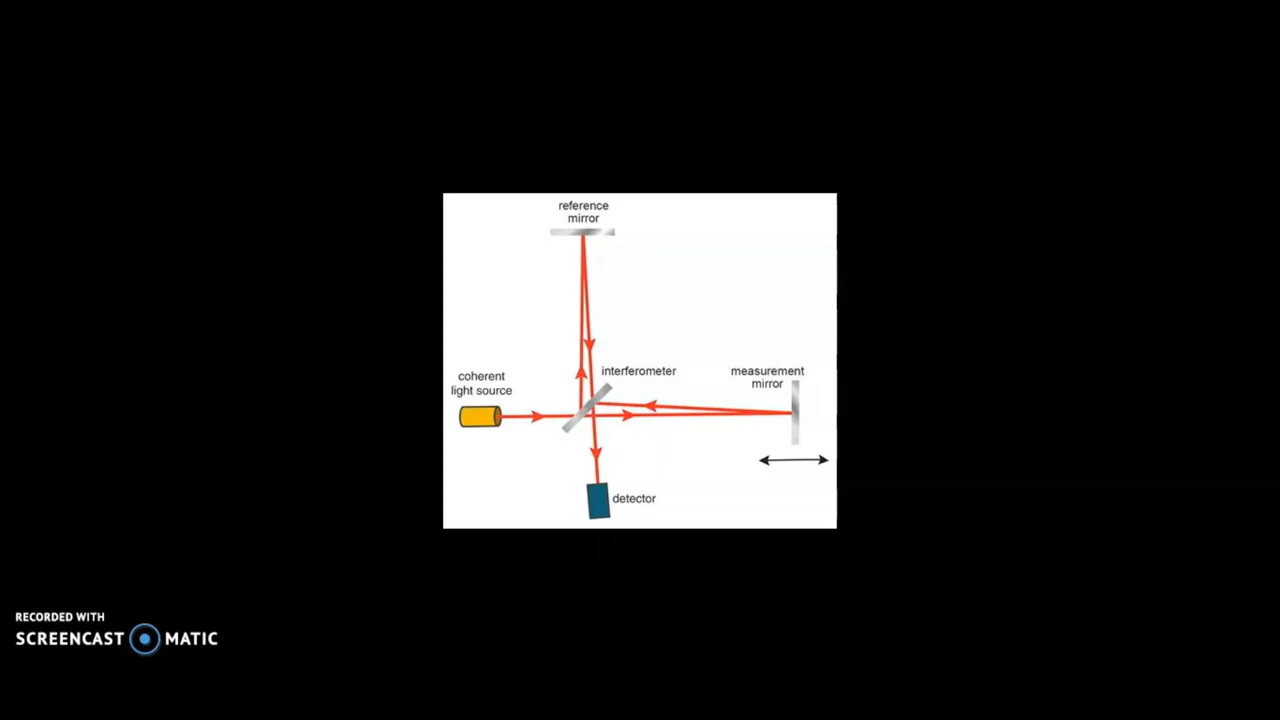 reference
mirror
interferometer
measurement
mirror
coherent
light source
detector
RECORDED WITH
SCREENCAST MATIC